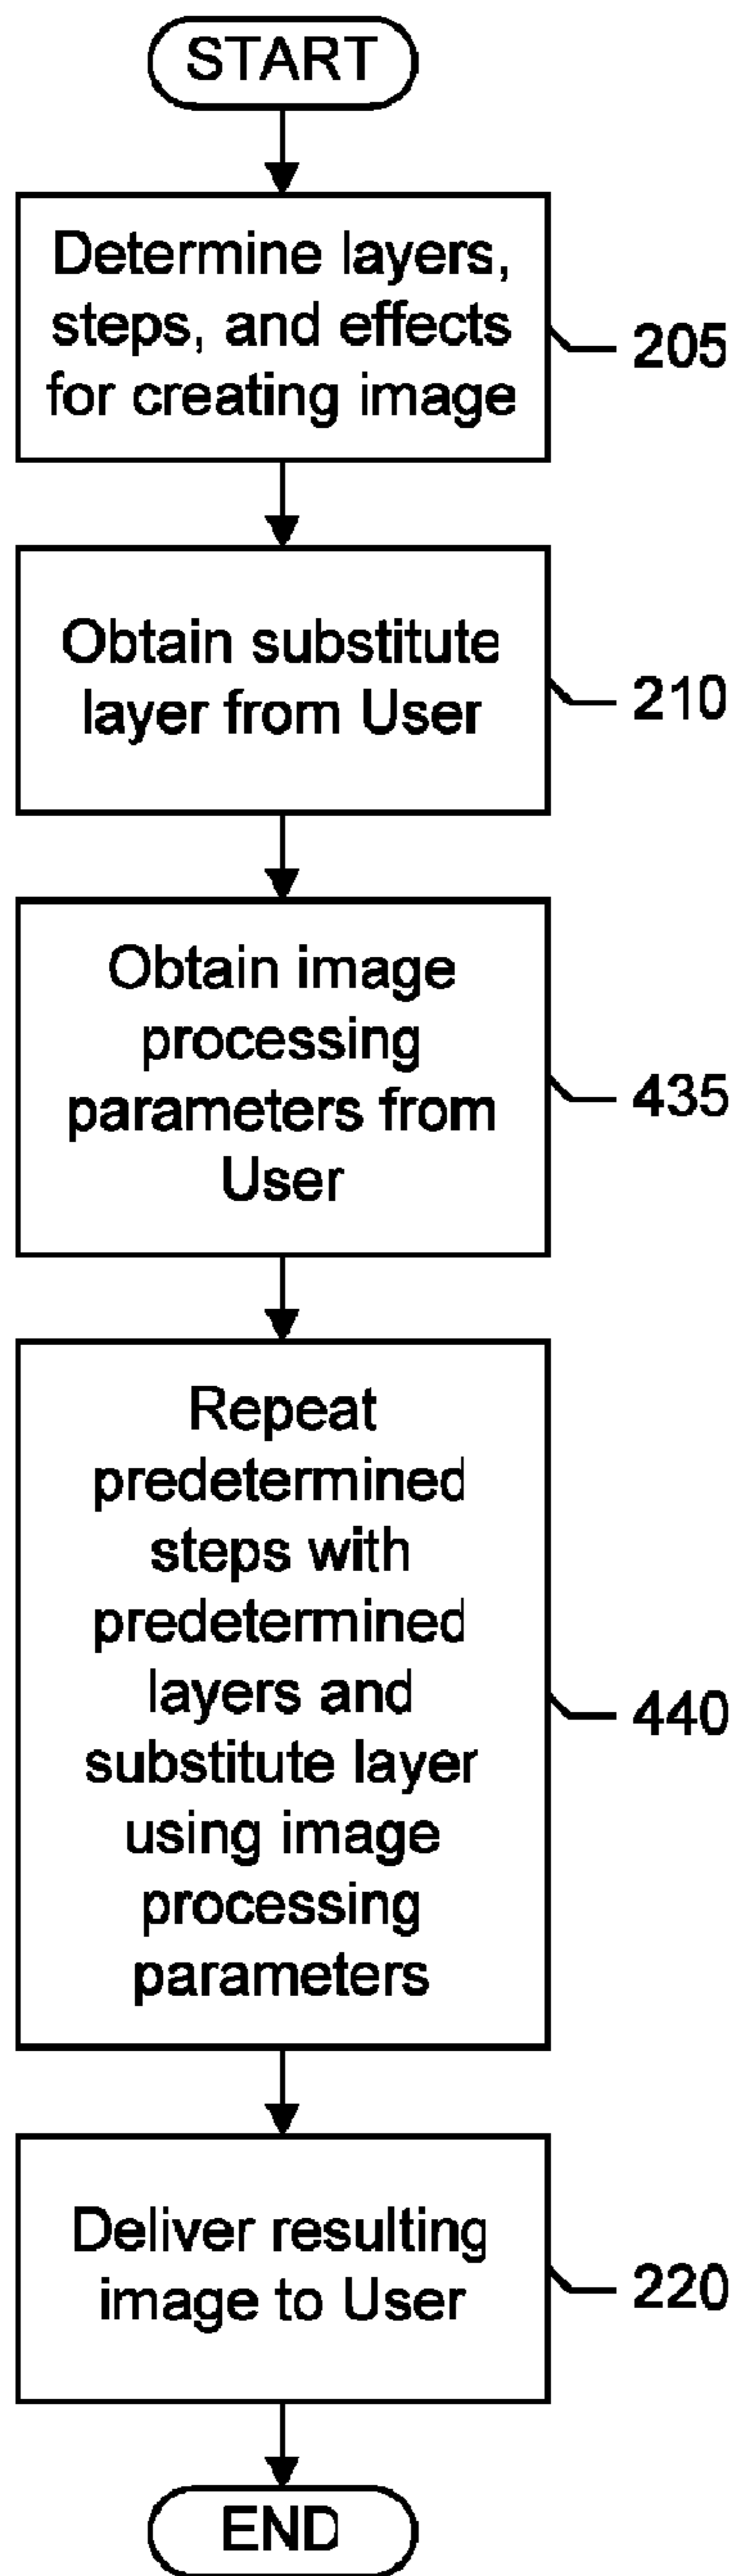 START
Determine layers,
steps, and effects
for creating image
205
Obtain substitute
layer from User
210
Obtain image
processing
parameters from
User
435
Repeat
predetermined
steps with
predetermined
layers and
substitute layer
using image
processing
parameters
440
Deliver resulting
image to User
220
END